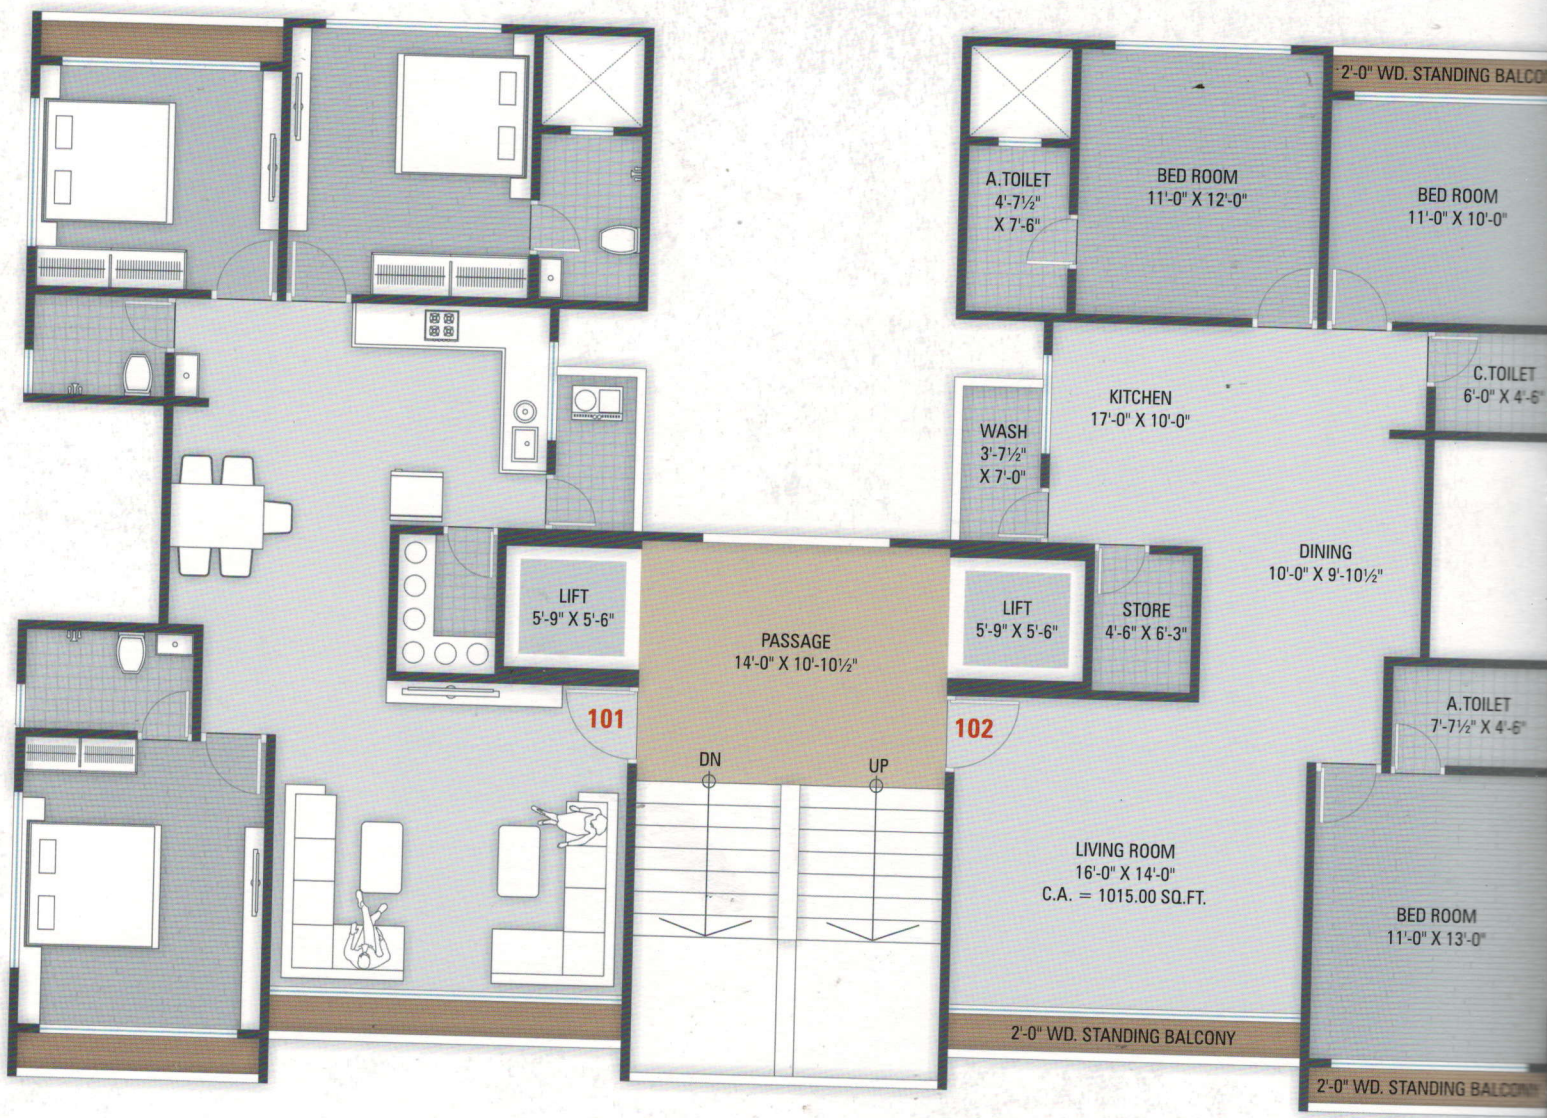 2'-0" WD. STANDING
BED ROOM
11'-0" X 12'-0"
A.TOILET
4'-7½"
X 7'-6"
BED ROOM
11'-0" X 10'-0"
C.TOILET
6'-0" X 4'-6"
KITCHEN
17'-0" X 10'-0"
WASH
3'-7½"
X 7'-0"
DINING
10'-0" X 9'-10½"
LIFT
5'-9" X 5'-6"
PASSAGE
14'-0" X 10'-10½"
LIFT
5'-9" X 5'-6"
STORE
4'-6" X 6'-3"
101
102
A.TOILET
7'-7½" X 4'-6"
DN
UP
LIVING ROOM
16'-0" X 14'-0"
C.A. = 1015.00 SQ.FT.
BED ROOM
11'-0" X 13'-0"
2'-0" WD. STANDING BALCONY
2'-0" WD. STANDING BALCONY